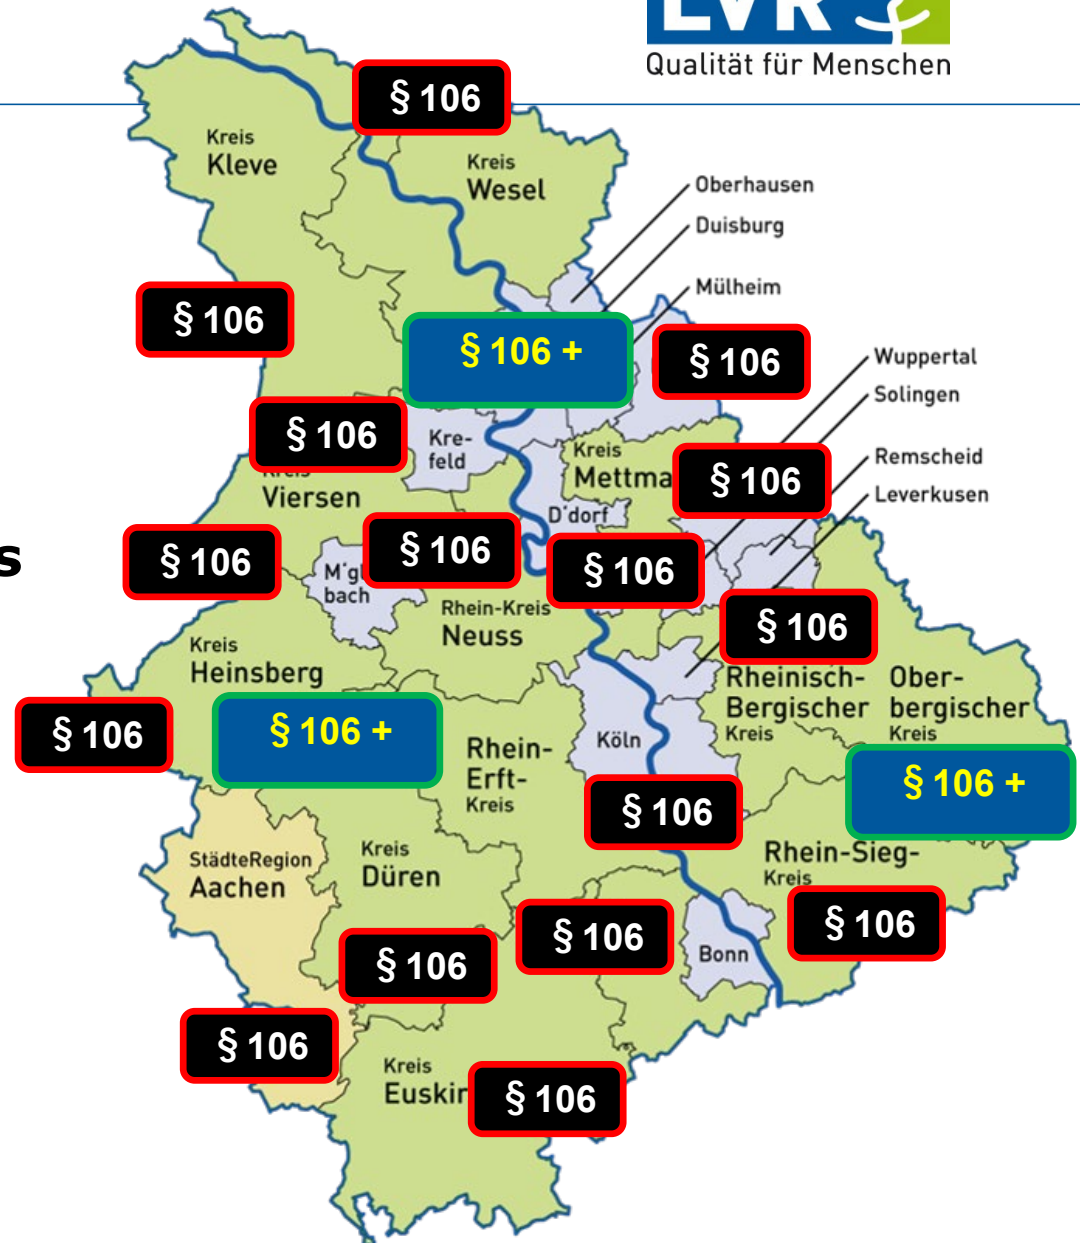 LVR
Qualität für Menschen
§ 106
Kreis
Kleve
Kreis
Wesel
Oberhausen
Duisburg
Mülheim
§ 106
§ 106 +
§ 106
Wuppertal
Solingen
§ 106
Kre-
feld
Kreis
Mettma
§ 106
Remscheid
Leverkusen
Kreis
Viersen
D'dorf
s
§ 106
§ 106
§ 106
M'gl
bach
Rhein-Kreis
Neuss
§ 106
Kreis
Heinsberg
Rheinisch-
Bergischer
Kreis
Ober-
bergischer
Kreis
§ 106
§ 106 +
Rhein-
Erft-
Kreis
Köln
§ 106 +
§ 106
StädteRegion
Aachen
Kreis
Düren
Rhein-Sieg-
Kreis
§ 106
§ 106
Bonn
§ 106
§ 106
Kreis
Euskir
§ 106